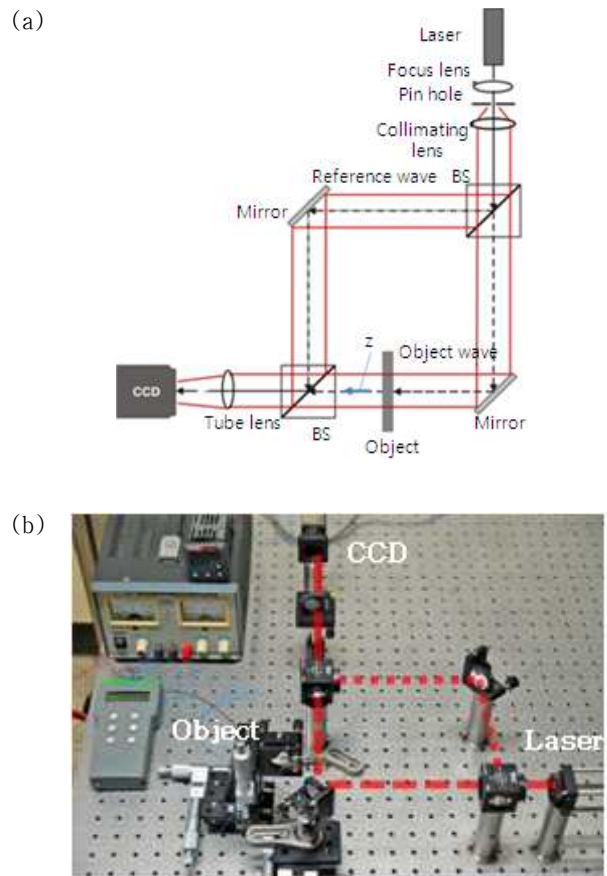 (a)
Laser
Focus lens
Pin hole
Collimating
lens
Reference wave BS
Mirror
z
Object wave
CCD
Tube lens
BS
Object
Mirror
(b)
CCD
Object
Laser